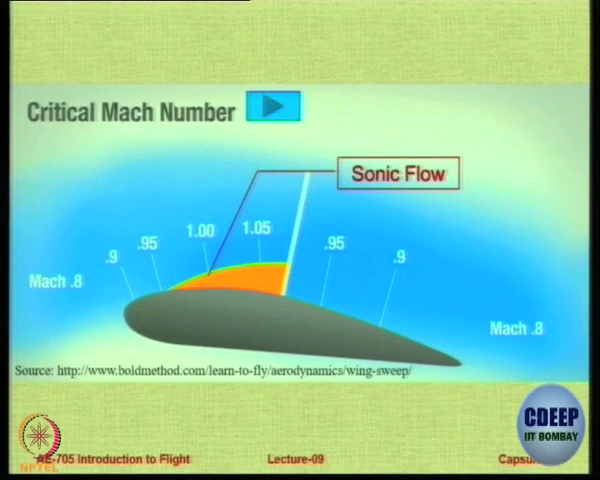 Critical Mach Number
Sonic Flow
1.00
1.05
.95
.95
.9
.9
Mach .8
Mach .8
Source: http://www.boldmethod.com/learn-to-fly/aerodynamics/wing-sweep/
CDEEP
IIT BOMBAY
NPTEL
AE-705 Introduction to Flight
Lecture-09